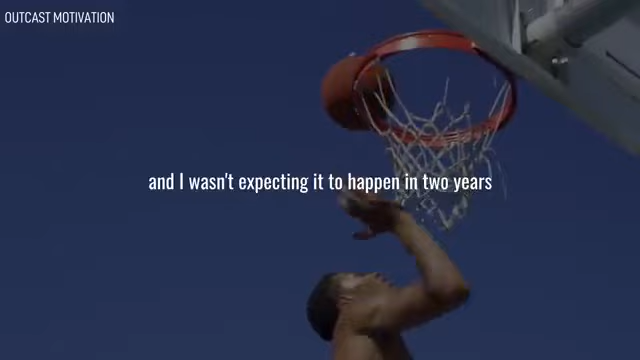 OUTCAST MOTIVATION
and I wasn't expecting it to happen in two years